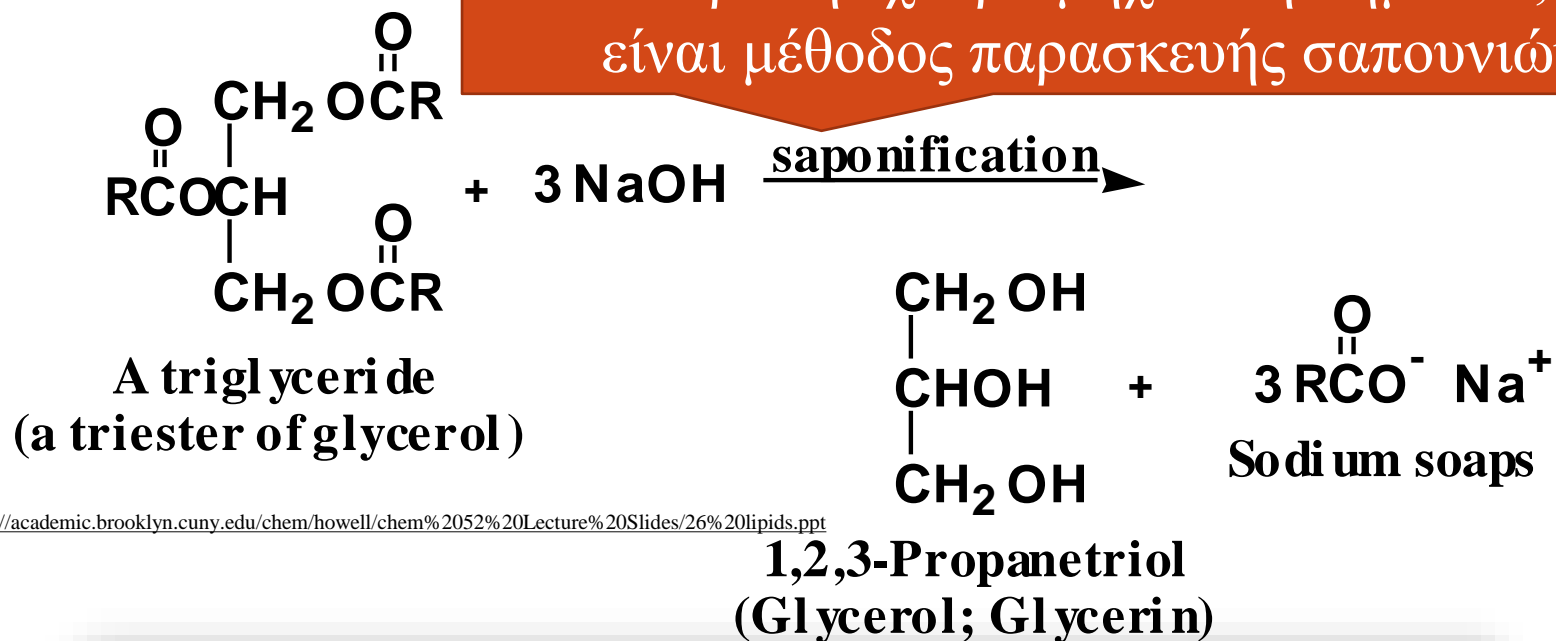 είναι μέθοδος παρασκευής
O
CH2 OCR
O
RCOCH + 3 NaOH saponification
O
CH2 OCR
A triglyceride
(a triester of glycerol)
CH2 OH
CHOH + 3 RCO- Na+
O
CH2 OH
Sodium soaps
//academic.brooklyn.cuny.edu/chem/howell/chem%2052%20Lecture%20Slides/26%20lipids.ppt
1,2,3-Propanetriol
(Glycerol; Glycerin)